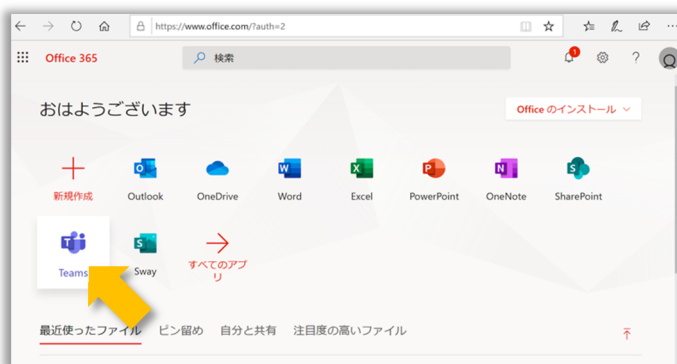 https://www.office.com/?auth=2
Office 365
検索
おはようございます
Office のインストール
新規作成
Outlook
OneDrive
Word
Excel
PowerPoint
OneNote
SharePoint
Teams
Sway
すべてのアプ
リ
最近使ったファイル
ピン留め
自分と共有
注目度の高いファイル